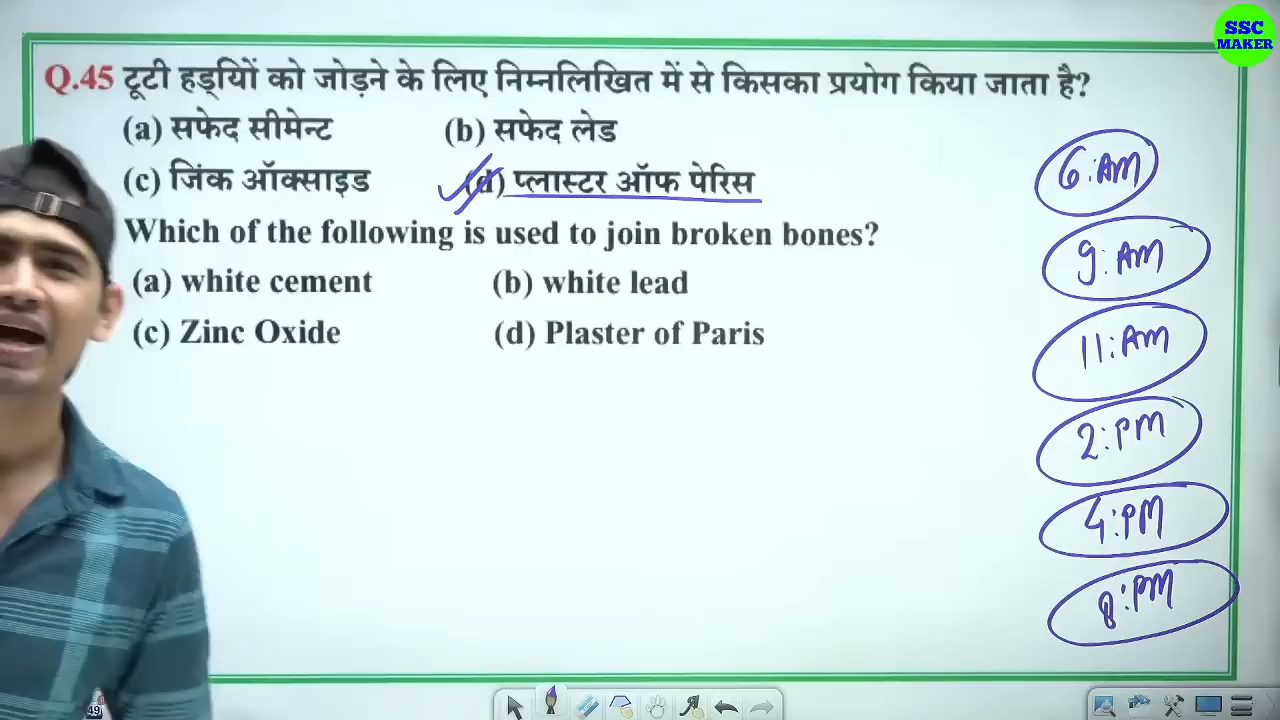 SSC
MAKER
Q.45 टूटी हड्यिों को जोड़ने के लिए निम्नलिखित में से किसका प्रयोग किया जाता है?
(a) सफेद सीमेन्ट (b) सफेद लेड
(c) जिंक ऑक्साइड (d) प्लास्टर ऑफ पेरिस
Which of the following is used to join broken bones?
(a) white cement (b) white lead
(c) Zinc Oxide (d) Plaster of Paris
6:AM
9:AM
11:AM
2:PM
4:PM
8:PM
49